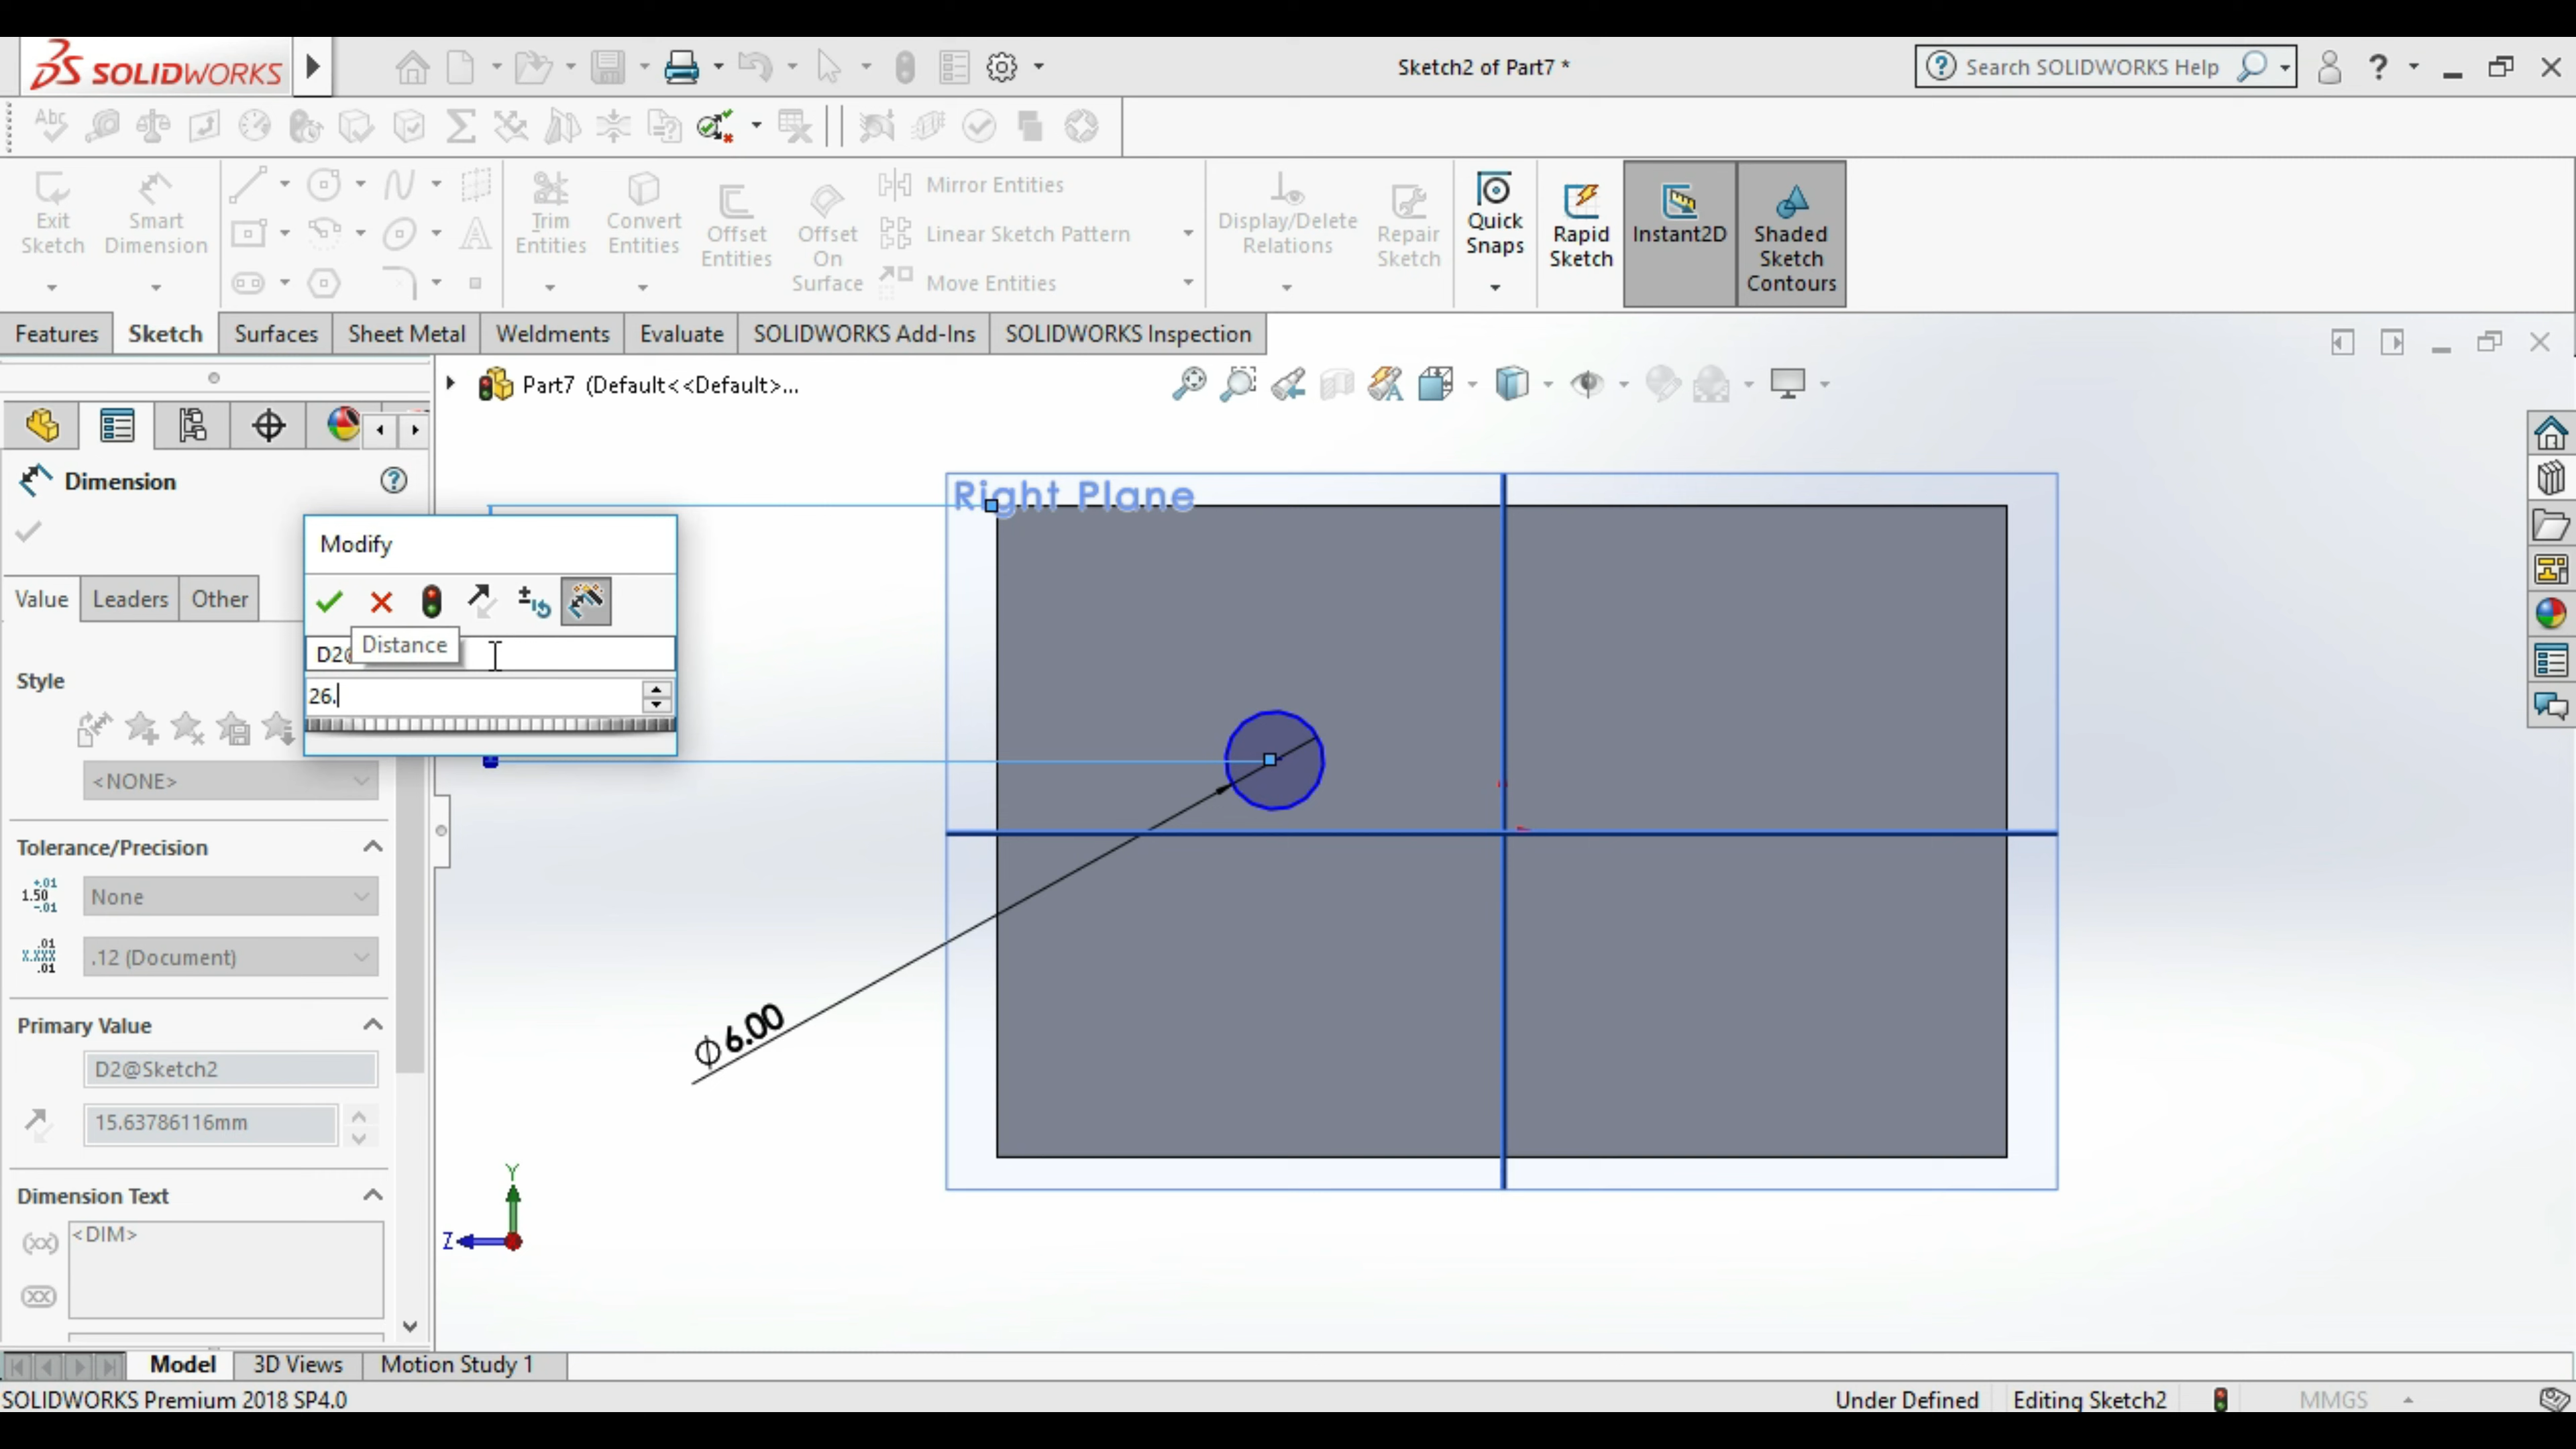 SOLIDWORKS
Sketch2 of Part7 *
Search SOLIDWORKS Help
?
Abc
Exit Sketch
Smart Dimension
Trim Entities
Convert Entities
Offset Entities
Offset On Surface
Mirror Entities
Linear Sketch Pattern
Move Entities
Display/Delete Relations
Repair Sketch
Quick Snaps
Rapid Sketch
Instant2D
Shaded Sketch Contours
Features
Sketch
Surfaces
Sheet Metal
Weldments
Evaluate
SOLIDWORKS Add-Ins
SOLIDWORKS Inspection
Part7 (Default<<Default>...
Dimension
Modify
Value
Leaders
Other
Distance
D2@
26.
Style
<NONE>
Tolerance/Precision
None
.12 (Document)
Primary Value
D2@Sketch2
15.63786116mm
Dimension Text
<DIM>
Right Plane
ϕ6.00
Y
Z
Model
3D Views
Motion Study 1
SOLIDWORKS Premium 2018 SP4.0
Under Defined
Editing Sketch2
MMGS